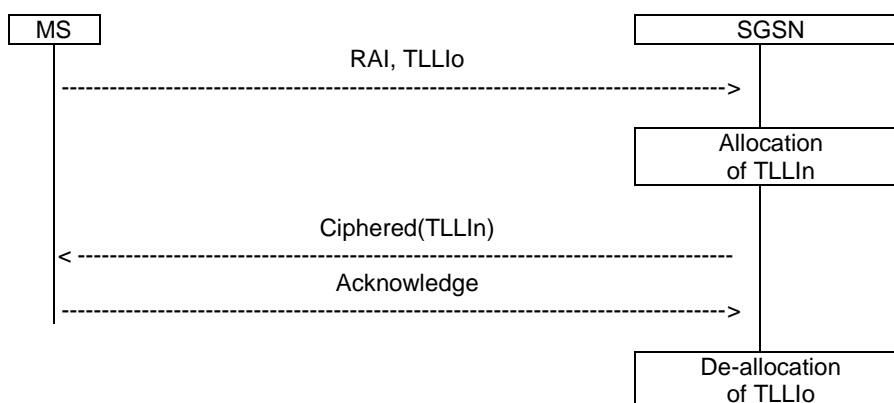 MS
SGSN
RAI, TLLIo
Allocation
of TLLIn
Ciphered(TLLIn)
Acknowledge
De-allocation
of TLLIo